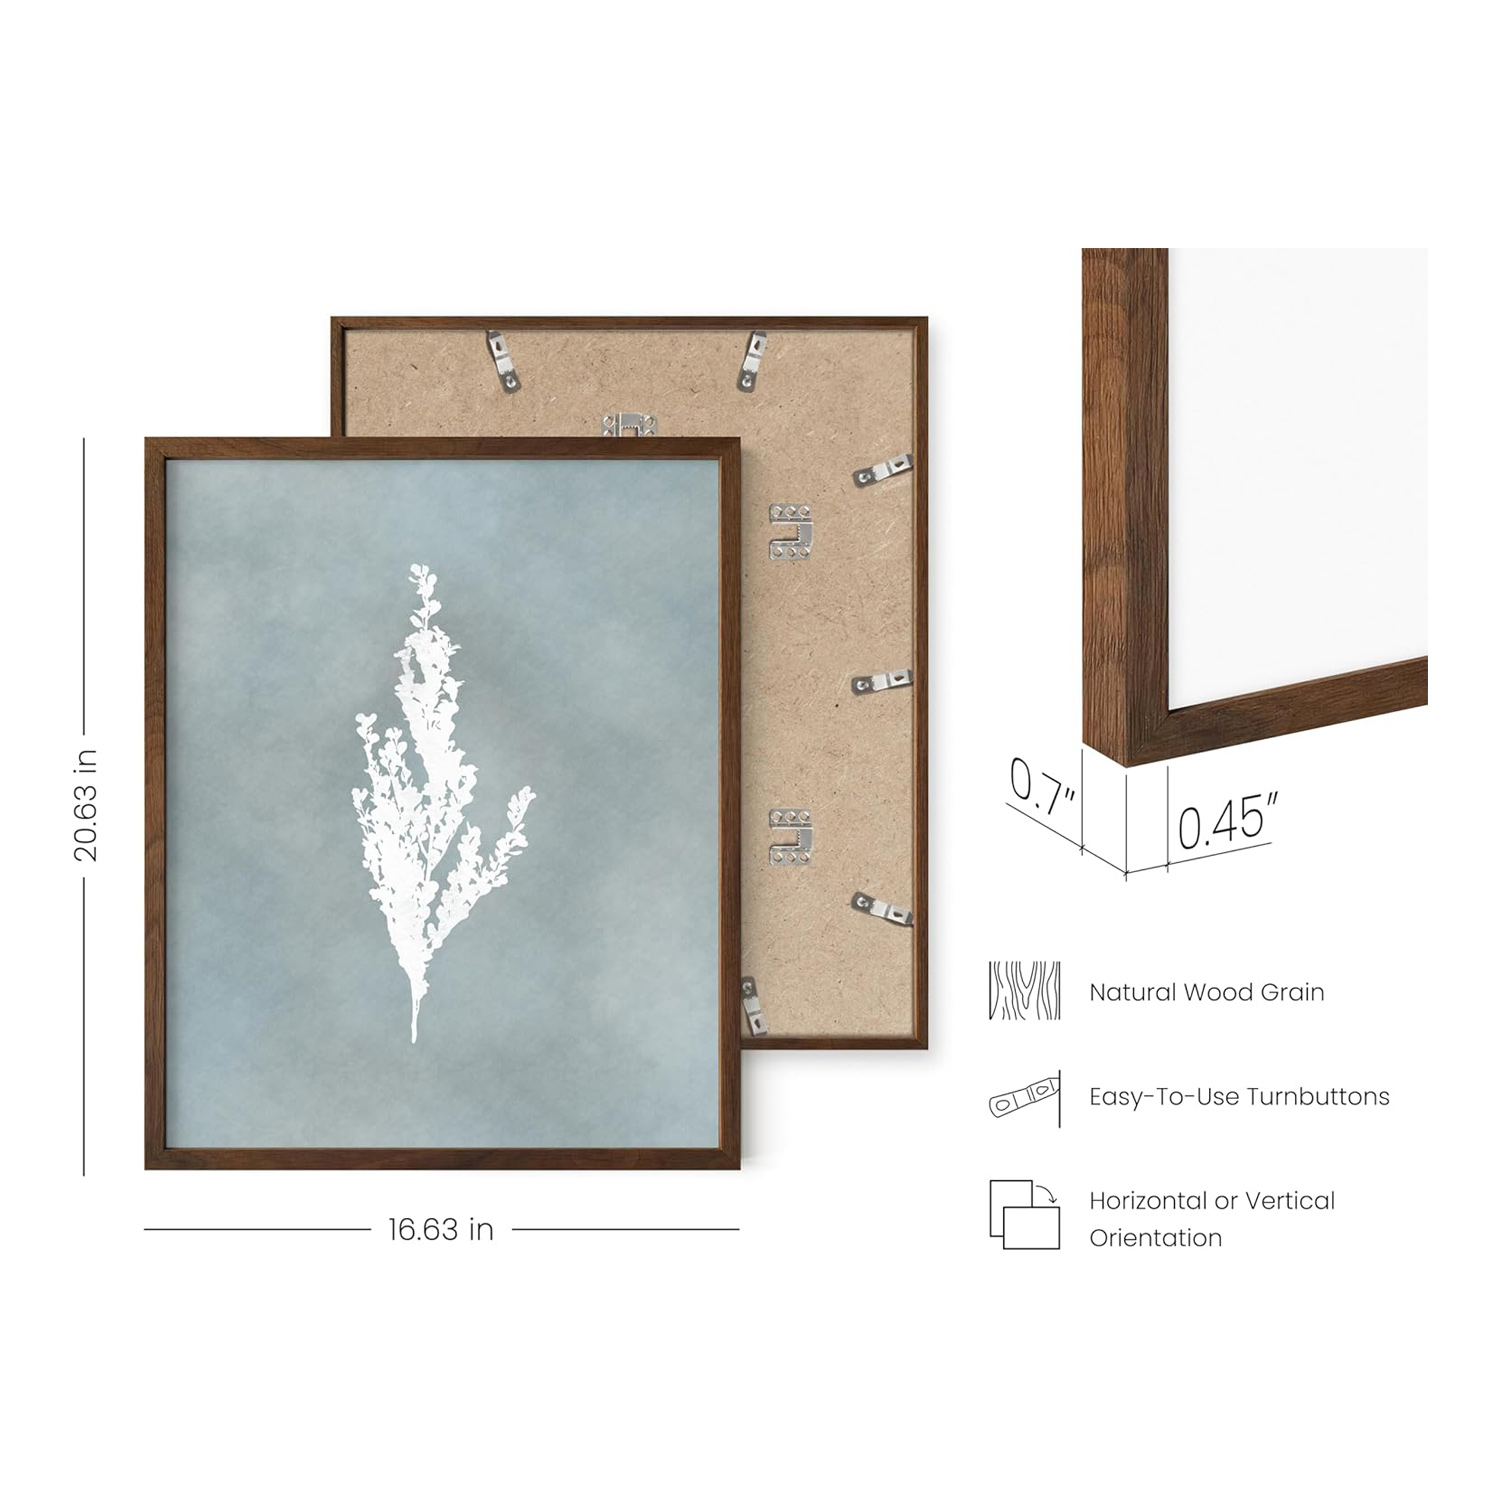 20.63 in
16.63 in
0.7"
0.45"
Natural Wood Grain
Easy-To-Use Turnbuttons
Horizontal or Vertical
Orientation